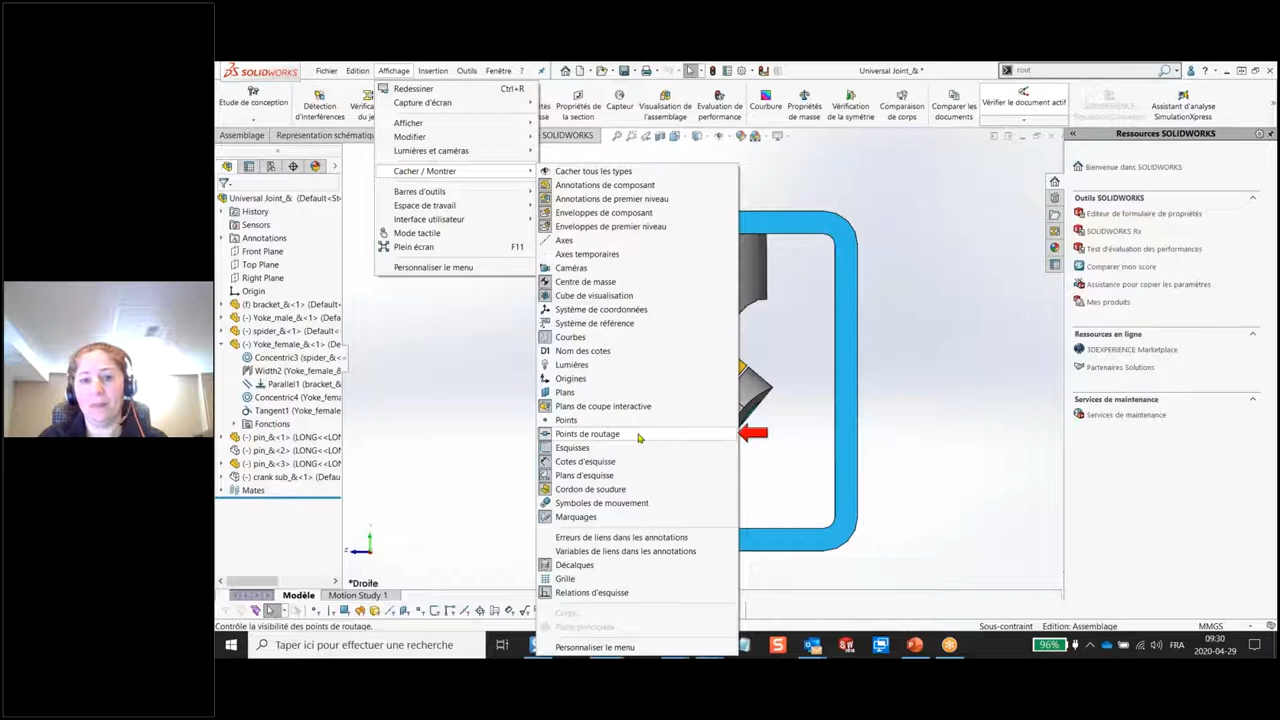 SOLIDWORKS
Fichier Edition Affichage Insertion Outils Fenêtre ?
Universal Joint_& *
rout
Etude de conception
Détection d'interférences
Propriétés de la section
Capteur
Visualisation de l'assemblage
Evaluation de performance
Courbure
Propriétés de masse
Vérification de la symétrie
Comparaison de corps
Comparer les documents
Vérifier le document actif
Assistant d'analyse SimulationXpress
Assemblage
SOLIDWORKS
Redessiner Ctrl+R
Capture d'écran
Afficher
Modifier
Lumières et caméras
Cacher / Montrer
Barres d'outils
Espace de travail
Interface utilisateur
Mode tactile
Plein écran F11
Personnaliser le menu
Cacher tous les types
Annotations de composant
Annotations de premier niveau
Enveloppes de composant
Enveloppes de premier niveau
Axes
Axes temporaires
Caméras
Centre de masse
Cube de visualisation
Système de coordonnées
Système de référence
Courbes
Nom des cotes
Lumières
Origines
Plans
Plans de coupe interactive
Points
Points de routage
Esquisses
Cotes d'esquisse
Plans d'esquisse
Cordon de soudure
Symboles de mouvement
Marquages
Erreurs de liens dans les annotations
Variables de liens dans les annotations
Décalques
Grille
Relations d'esquisse
Corps...
Plans principaux
Personnaliser le menu
Universal Joint_& (Def
History
Sensors
Annotations
Front Plane
Top Plane
Right Plane
Origin
(f) bracket_&<1> (Default<
(-) Yoke_male_&<1> (Defa
(-) spider_&<1> (Default<
(-) Yoke_female_&<1> (De
Concentric3 (spider_&<
Width2 (Yoke_female_
Parallel1 (bracket_
Concentric4 (Yoke_fem
Tangent1 (Yoke_female
Fonctions
(-) pin_&<1> (LONG<<LON
(-) pin_&<2> (LONG<<LO
(-) pin_&<3> (LONG<<LO
(-) crank sub_&<1> (Defau
Mates
*Droite
Modèle
Motion Study 1
Contrôle la visibilité des points de routage.
Sous-contraint
Edition: Assemblage
MMGS
Ressources SOLIDWORKS
Bienvenue dans SOLIDWORKS
Outils SOLIDWORKS
Editeur de formulaire de propriétés
SOLIDWORKS Rx
Test d'évaluation des performances
Comparer mon score
Assistance pour copier les paramètres
Mes produits
Ressources en ligne
3DEXPERIENCE Marketplace
Partenaires Solutions
Services de maintenance
Services de maintenance
Taper ici pour effectuer une recherche
96%
FRA
09:30
2020-04-29